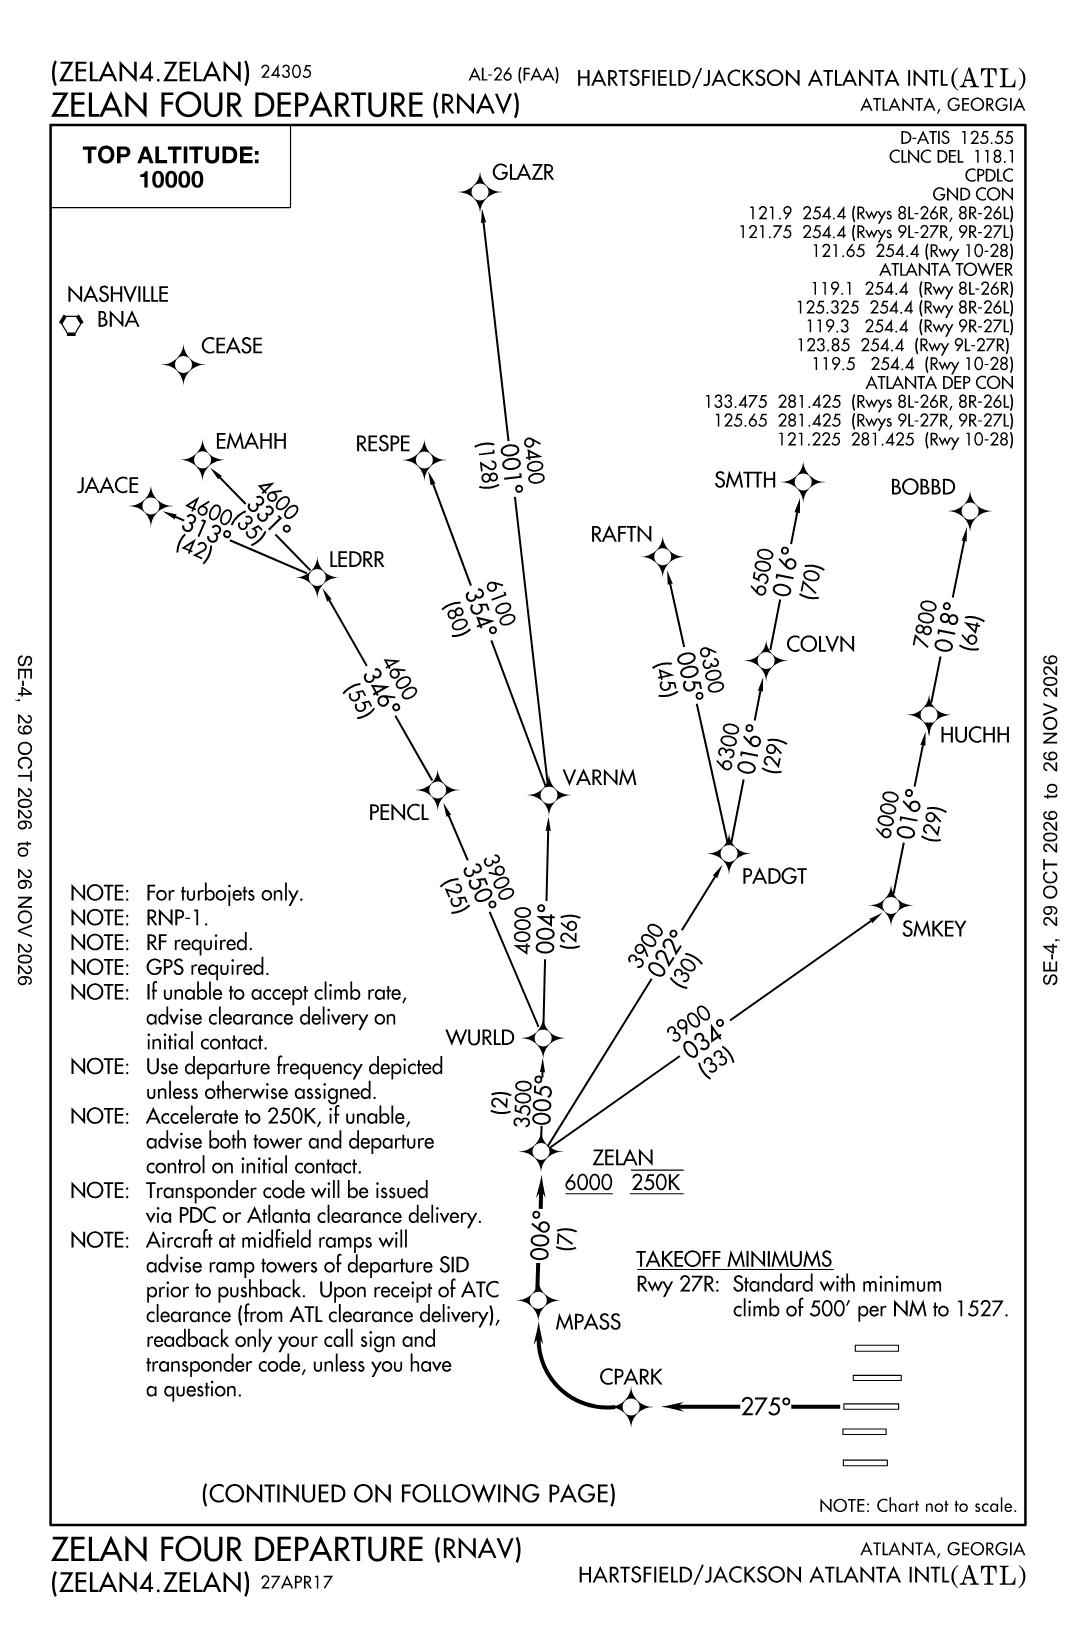 (ZELAN4.ZELAN) 24305
AL-26 (FAA)
HARTSFIELD/JACKSON ATLANTA INTL(ATL)
ZELAN FOUR DEPARTURE (RNAV)
ATLANTA, GEORGIA
TOP ALTITUDE:
10000
D-ATIS 125.55
CLNC DEL 118.1
CPDLC
GND CON
121.9 254.4 (Rwys 8L-26R, 8R-26L)
121.75 254.4 (Rwys 9L-27R, 9R-27L)
121.65 254.4 (Rwy 10-28)
ATLANTA TOWER
119.1 254.4 (Rwy 8L-26R)
125.325 254.4 (Rwy 8R-26L)
119.3 254.4 (Rwy 9R-27L)
123.85 254.4 (Rwy 9L-27R)
119.5 254.4 (Rwy 10-28)
ATLANTA DEP CON
133.475 281.425 (Rwys 8L-26R, 8R-26L)
125.65 281.425 (Rwys 9L-27R, 9R-27L)
121.225 281.425 (Rwy 10-28)
GLAZR
NASHVILLE
BNA
CEASE
EMAHH
JAACE
4600
331°
(35)
4600
313°
(42)
LEDRR
4600
346°
(55)
PENCL
3900
350°
(25)
RESPE
6100
354°
(80)
6400
001°
(128)
VARNM
4000
004°
(26)
WURLD
(2)
3500
005°
RAFTN
6300
005°
(45)
SMTTH
6500
016°
(70)
COLVN
6300
016°
(29)
PADGT
3900
022°
(30)
BOBBD
7800
018°
(64)
HUCHH
6000
016°
(29)
SMKEY
3900
034°
(33)
ZELAN
6000 250K
006°
(7)
MPASS
CPARK
275°
NOTE: For turbojets only.
NOTE: RNP-1.
NOTE: RF required.
NOTE: GPS required.
NOTE: If unable to accept climb rate,
advise clearance delivery on
initial contact.
NOTE: Use departure frequency depicted
unless otherwise assigned.
NOTE: Accelerate to 250K, if unable,
advise both tower and departure
control on initial contact.
NOTE: Transponder code will be issued
via PDC or Atlanta clearance delivery.
NOTE: Aircraft at midfield ramps will
advise ramp towers of departure SID
prior to pushback. Upon receipt of ATC
clearance (from ATL clearance delivery),
readback only your call sign and
transponder code, unless you have
a question.
TAKEOFF MINIMUMS
Rwy 27R: Standard with minimum
climb of 500' per NM to 1527.
(CONTINUED ON FOLLOWING PAGE)
NOTE: Chart not to scale.
SE-4, 29 OCT 2026 to 26 NOV 2026
SE-4, 29 OCT 2026 to 26 NOV 2026
ZELAN FOUR DEPARTURE (RNAV)
ATLANTA, GEORGIA
(ZELAN4.ZELAN) 27APR17
HARTSFIELD/JACKSON ATLANTA INTL(ATL)